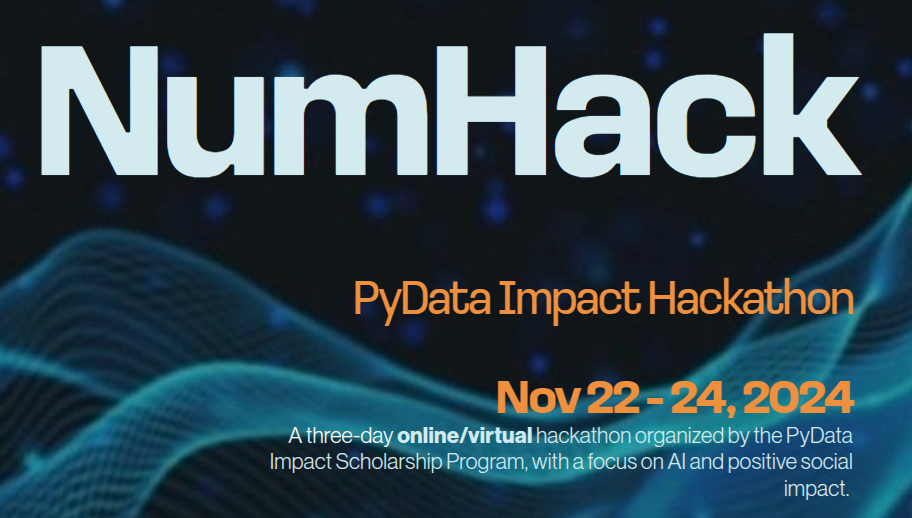 NumHack
PyData Impact Hackathon
Nov 22 - 24, 2024
A three-day online/virtual hackathon organized by the PyData
Impact Scholarship Program, with a focus on AI and positive social
impact.